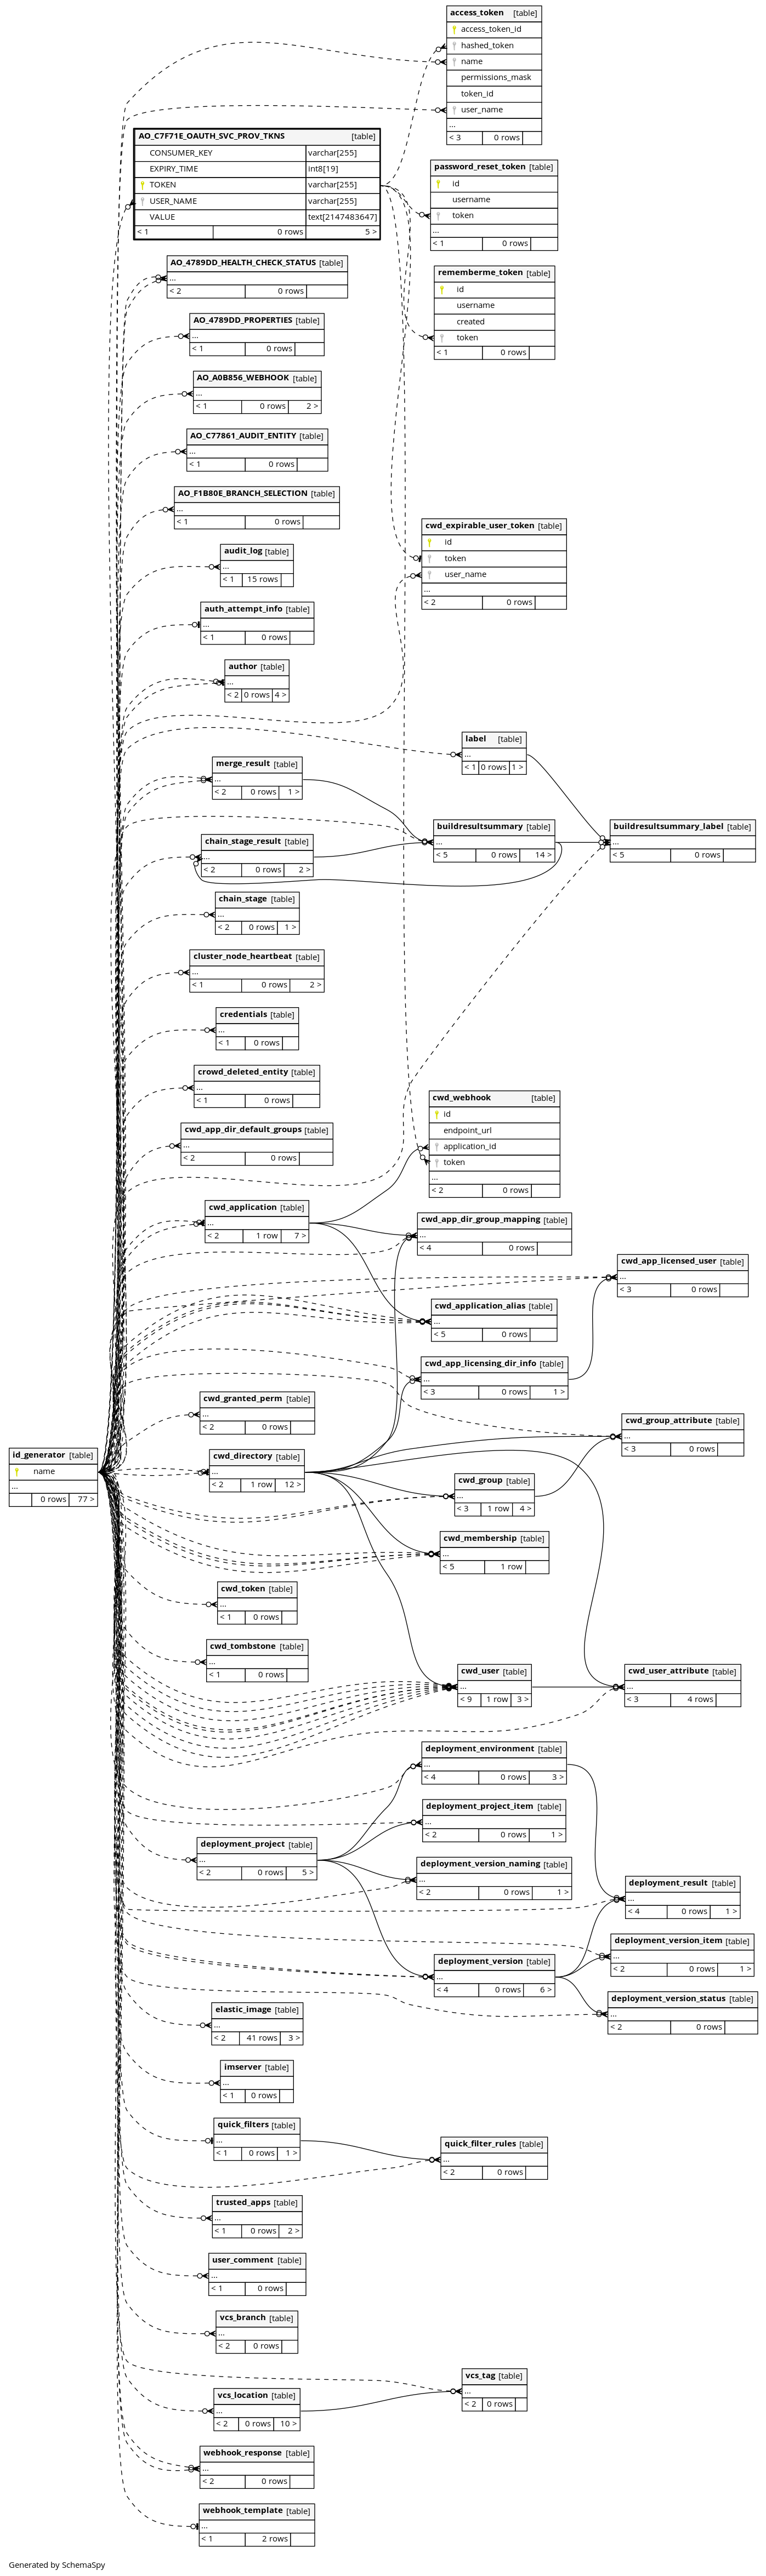 access_token [table]
access_token_id
hashed_token
name
permissions_mask
token_id
user_name
...
< 3 0 rows
AO_C7F71E_OAUTH_SVC_PROV_TKNS [table]
CONSUMER_KEY varchar[255]
EXPIRY_TIME int8[19]
TOKEN varchar[255]
USER_NAME varchar[255]
VALUE text[2147483647]
< 1 0 rows 5 >
password_reset_token [table]
id
username
token
...
< 1 0 rows
AO_4789DD_HEALTH_CHECK_STATUS [table]
...
< 2 0 rows
rememberme_token [table]
id
username
created
token
< 1 0 rows
AO_4789DD_PROPERTIES [table]
...
< 1 0 rows
AO_A0B856_WEBHOOK [table]
...
< 1 0 rows 2 >
AO_C77861_AUDIT_ENTITY [table]
...
< 1 0 rows
AO_F1B80E_BRANCH_SELECTION [table]
...
< 1 0 rows
cwd_expirable_user_token [table]
id
token
user_name
...
< 2 0 rows
audit_log [table]
...
< 1 15 rows
auth_attempt_info [table]
...
< 1 0 rows
author [table]
...
< 2 0 rows 4 >
label [table]
...
< 1 0 rows 1 >
merge_result [table]
...
< 2 0 rows 1 >
buildresultsummary [table]
...
< 5 0 rows 14 >
buildresultsummary_label [table]
...
< 5 0 rows
chain_stage_result [table]
...
< 2 0 rows 2 >
chain_stage [table]
...
< 2 0 rows 1 >
cluster_node_heartbeat [table]
...
< 1 0 rows 2 >
credentials [table]
...
< 1 0 rows
crowd_deleted_entity [table]
...
< 1 0 rows
cwd_webhook [table]
id
endpoint_url
application_id
token
...
< 2 0 rows
cwd_app_dir_default_groups [table]
...
< 2 0 rows
cwd_application [table]
...
< 2 1 row 7 >
cwd_app_dir_group_mapping [table]
...
< 4 0 rows
cwd_app_licensed_user [table]
...
< 3 0 rows
cwd_application_alias [table]
...
< 5 0 rows
cwd_app_licensing_dir_info [table]
...
< 3 0 rows 1 >
cwd_granted_perm [table]
...
< 2 0 rows
cwd_group_attribute [table]
...
< 3 0 rows
id_generator [table]
name
...
0 rows 77 >
cwd_directory [table]
...
< 2 1 row 12 >
cwd_group [table]
...
< 3 1 row 4 >
cwd_membership [table]
...
< 5 1 row
cwd_token [table]
...
< 1 0 rows
cwd_tombstone [table]
...
< 1 0 rows
cwd_user [table]
...
< 9 1 row 3 >
cwd_user_attribute [table]
...
< 3 4 rows
deployment_environment [table]
...
< 4 0 rows 3 >
deployment_project_item [table]
...
< 2 0 rows 1 >
deployment_project [table]
...
< 2 0 rows 5 >
deployment_version_naming [table]
...
< 2 0 rows 1 >
deployment_result [table]
...
< 4 0 rows 1 >
deployment_version_item [table]
...
< 2 0 rows 1 >
deployment_version [table]
...
< 4 0 rows 6 >
deployment_version_status [table]
...
< 2 0 rows
elastic_image [table]
...
< 2 41 rows 3 >
imserver [table]
...
< 1 0 rows
quick_filters [table]
...
< 1 0 rows 1 >
quick_filter_rules [table]
...
< 2 0 rows
trusted_apps [table]
...
< 1 0 rows 2 >
user_comment [table]
...
< 1 0 rows
vcs_branch [table]
...
< 2 0 rows
vcs_tag [table]
...
< 2 0 rows
vcs_location [table]
...
< 2 0 rows 10 >
webhook_response [table]
...
< 2 0 rows
webhook_template [table]
...
< 1 2 rows
Generated by SchemaSpy